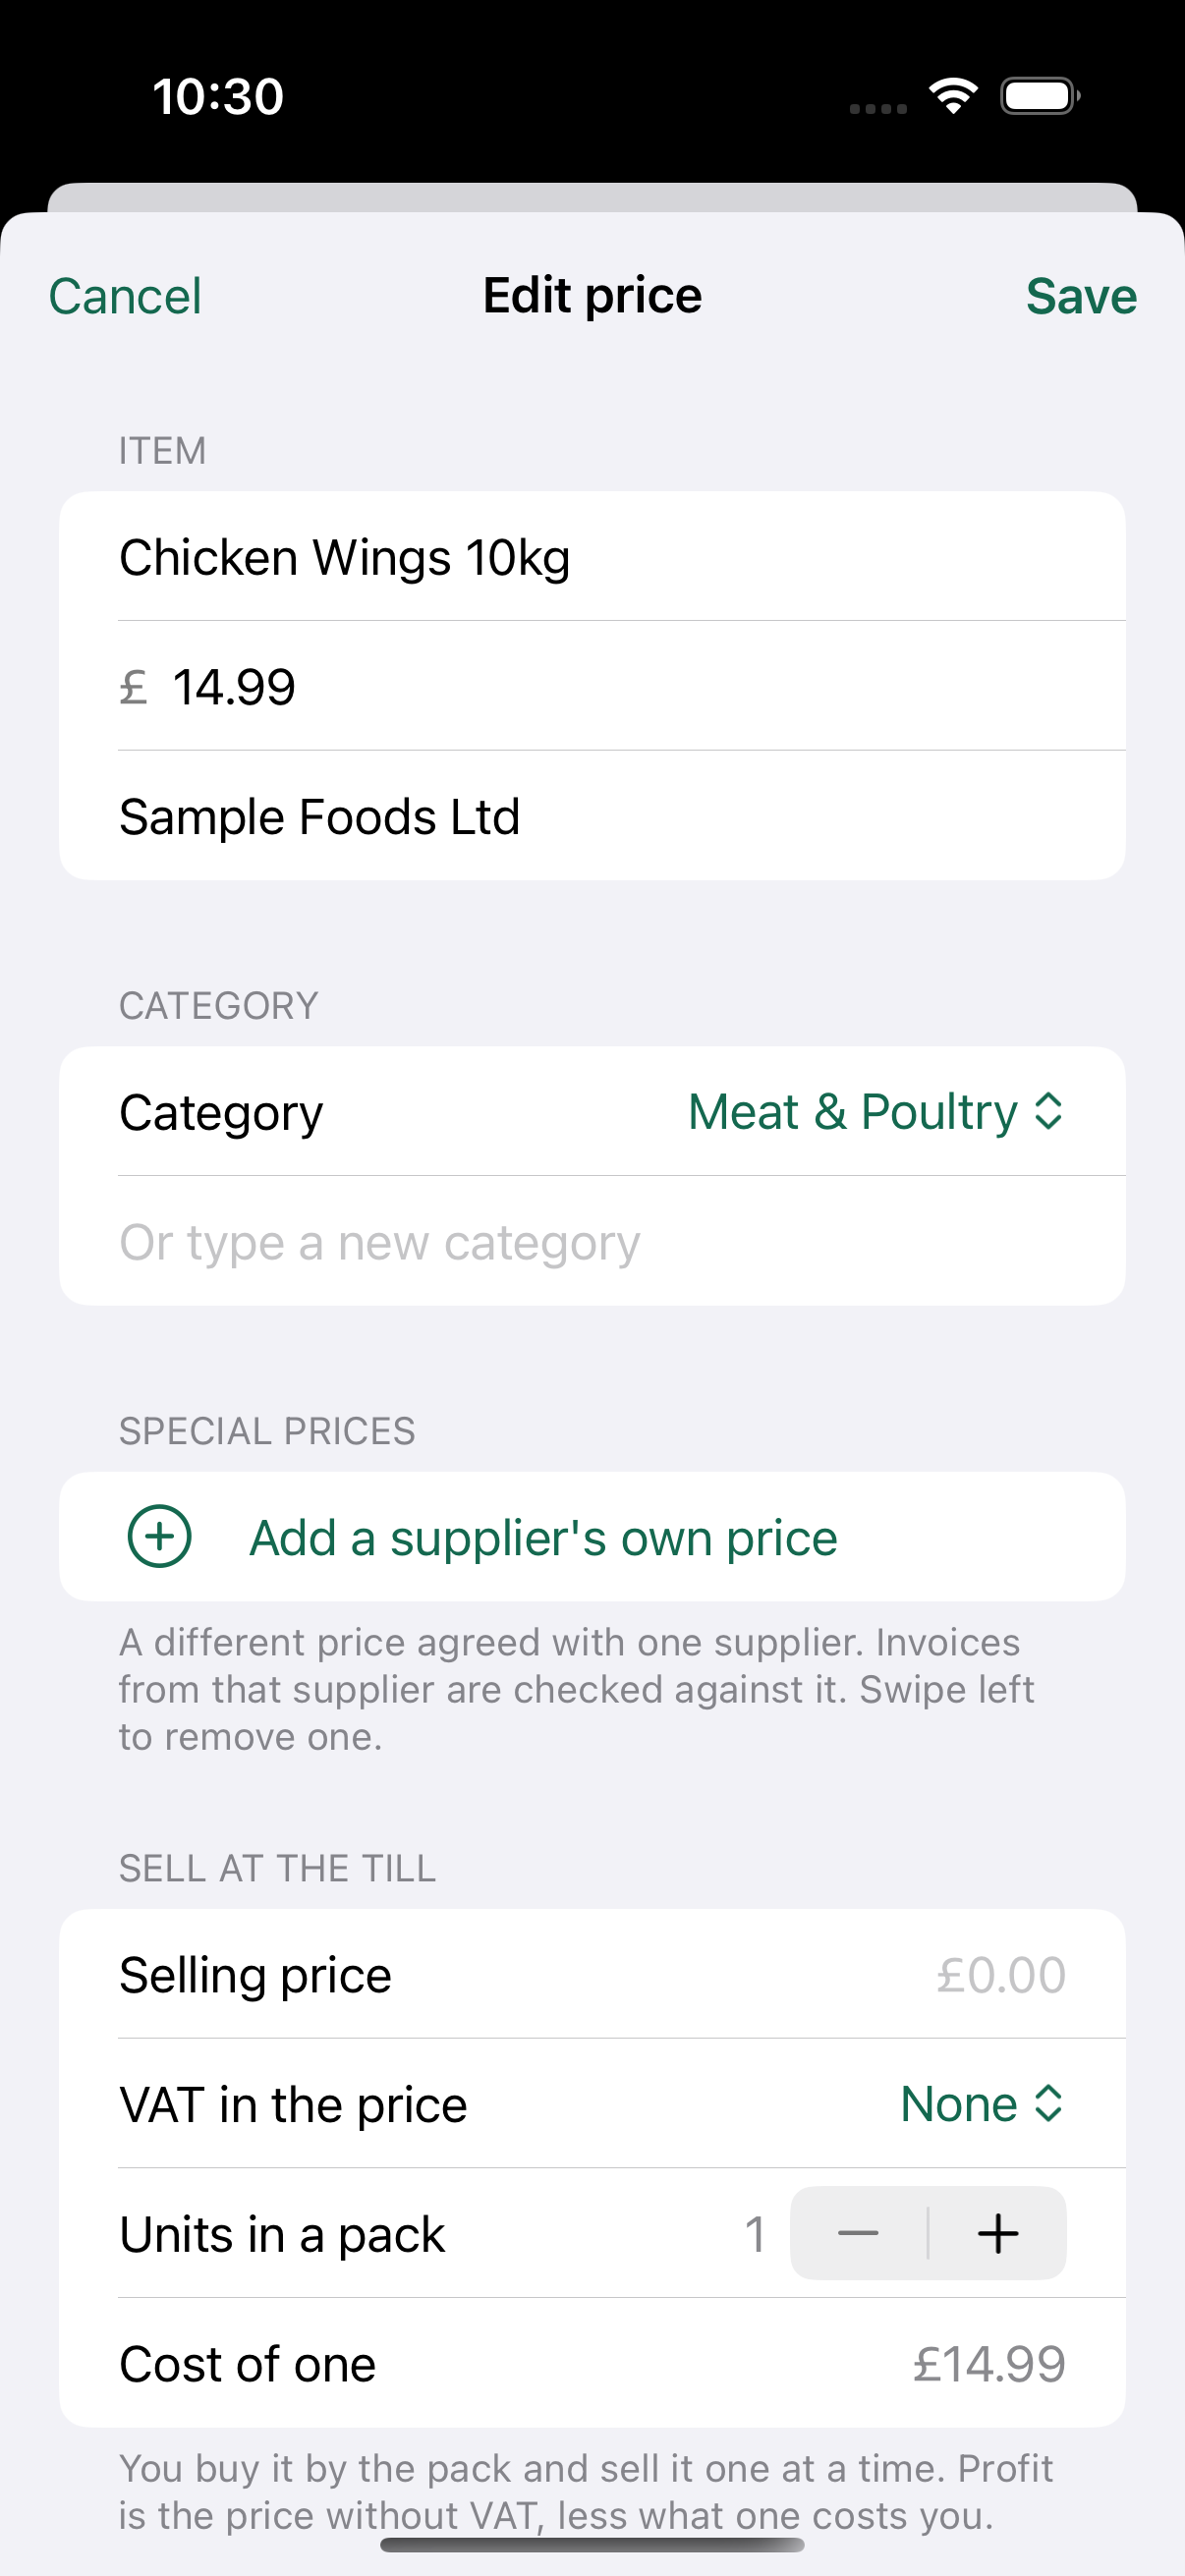 10:30
Cancel
Edit price
Save
ITEM
Chicken Wings 10kg
£ 14.99
Sample Foods Ltd
CATEGORY
Category
Meat & Poultry
Or type a new category
SPECIAL PRICES
Add a supplier's own price
A different price agreed with one supplier. Invoices
from that supplier are checked against it. Swipe left
to remove one.
SELL AT THE TILL
Selling price
£0.00
VAT in the price
None
Units in a pack
1
Cost of one
£14.99
You buy it by the pack and sell it one at a time. Profit
is the price without VAT, less what one costs you.